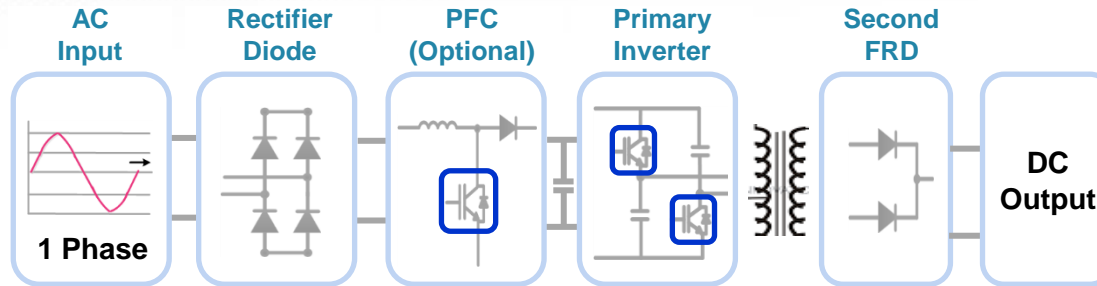 AC
Input
Rectifier
Diode
PFC
(Optional)
Primary
Inverter
Second
FRD
1 Phase
DC
Output